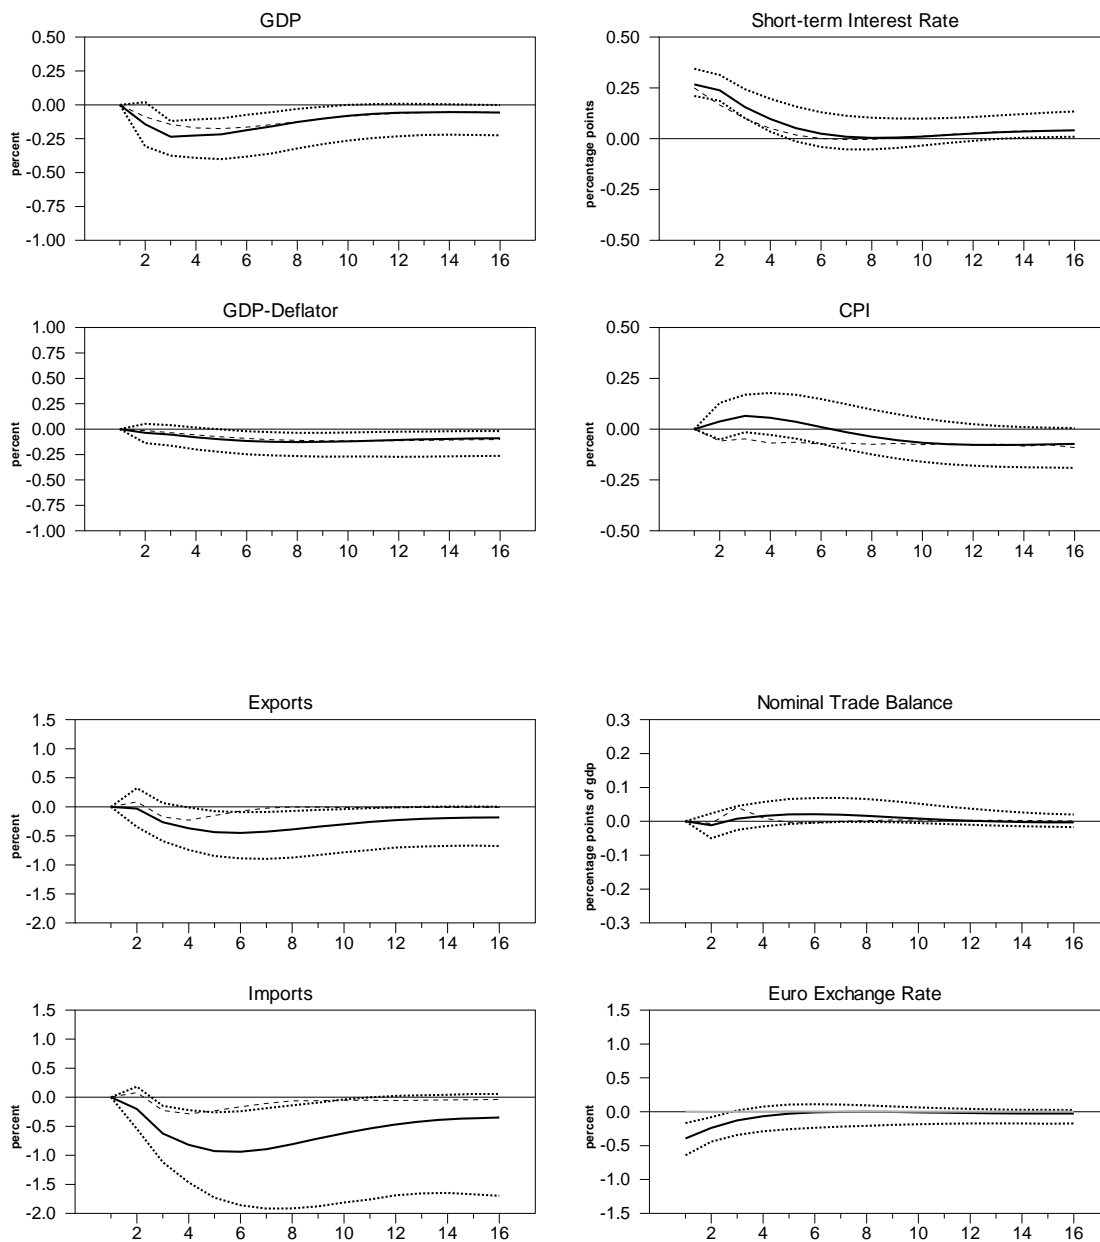 GDP
0.50
0.25
0.00
-0.25
-0.50
-0.75
-1.00
percent
2 4 6 8 10 12 14 16
Short-term Interest Rate
0.50
0.25
0.00
-0.25
-0.50
percentage points
2 4 6 8 10 12 14 16
GDP-Deflator
1.00
0.75
0.50
0.25
0.00
-0.25
-0.50
-0.75
-1.00
percent
2 4 6 8 10 12 14 16
CPI
0.50
0.25
0.00
-0.25
-0.50
percent
2 4 6 8 10 12 14 16
Exports
1.5
1.0
0.5
0.0
-0.5
-1.0
-1.5
-2.0
percent
2 4 6 8 10 12 14 16
Nominal Trade Balance
0.3
0.2
0.1
0.0
-0.1
-0.2
-0.3
percentage points of gdp
2 4 6 8 10 12 14 16
Imports
1.5
1.0
0.5
0.0
-0.5
-1.0
-1.5
-2.0
percent
2 4 6 8 10 12 14 16
Euro Exchange Rate
1.5
1.0
0.5
0.0
-0.5
-1.0
-1.5
percent
2 4 6 8 10 12 14 16